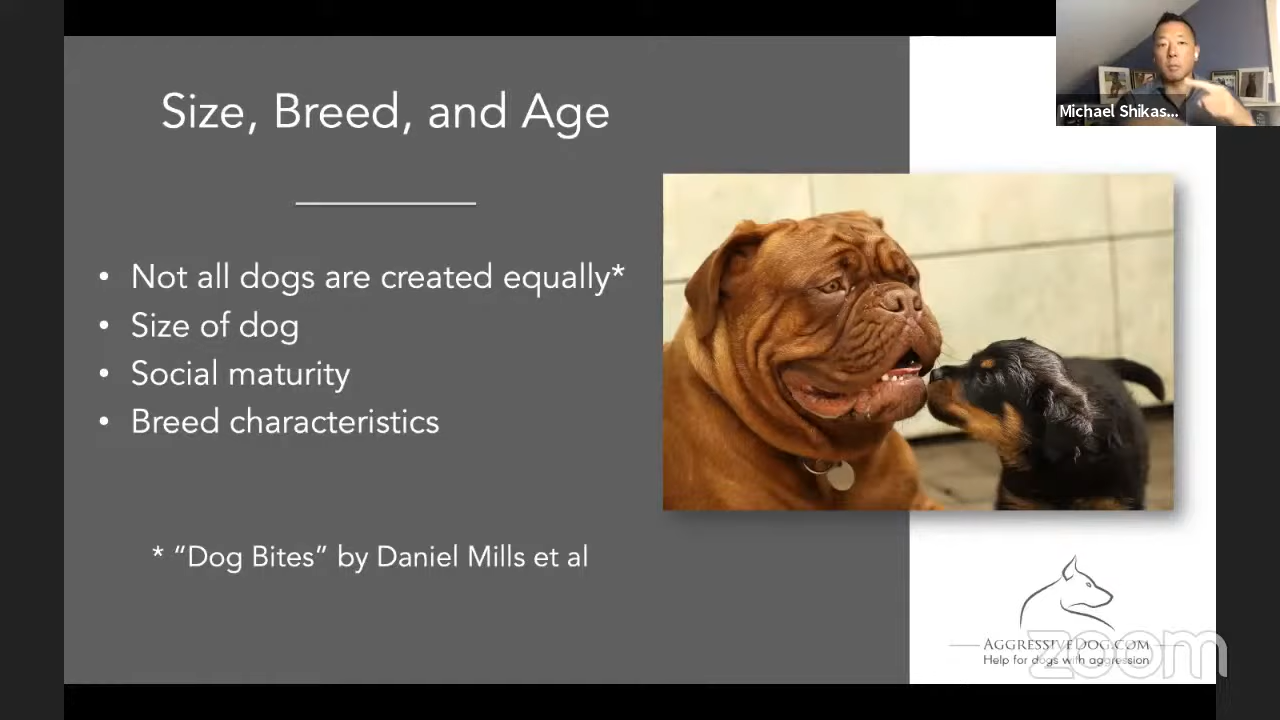 Michael Shikas...
Size, Breed, and Age
• Not all dogs are created equally*
• Size of dog
• Social maturity
• Breed characteristics
* “Dog Bites” by Daniel Mills et al
AGGRESSIVEDOG.COM
Help for dogs with aggression
zoom